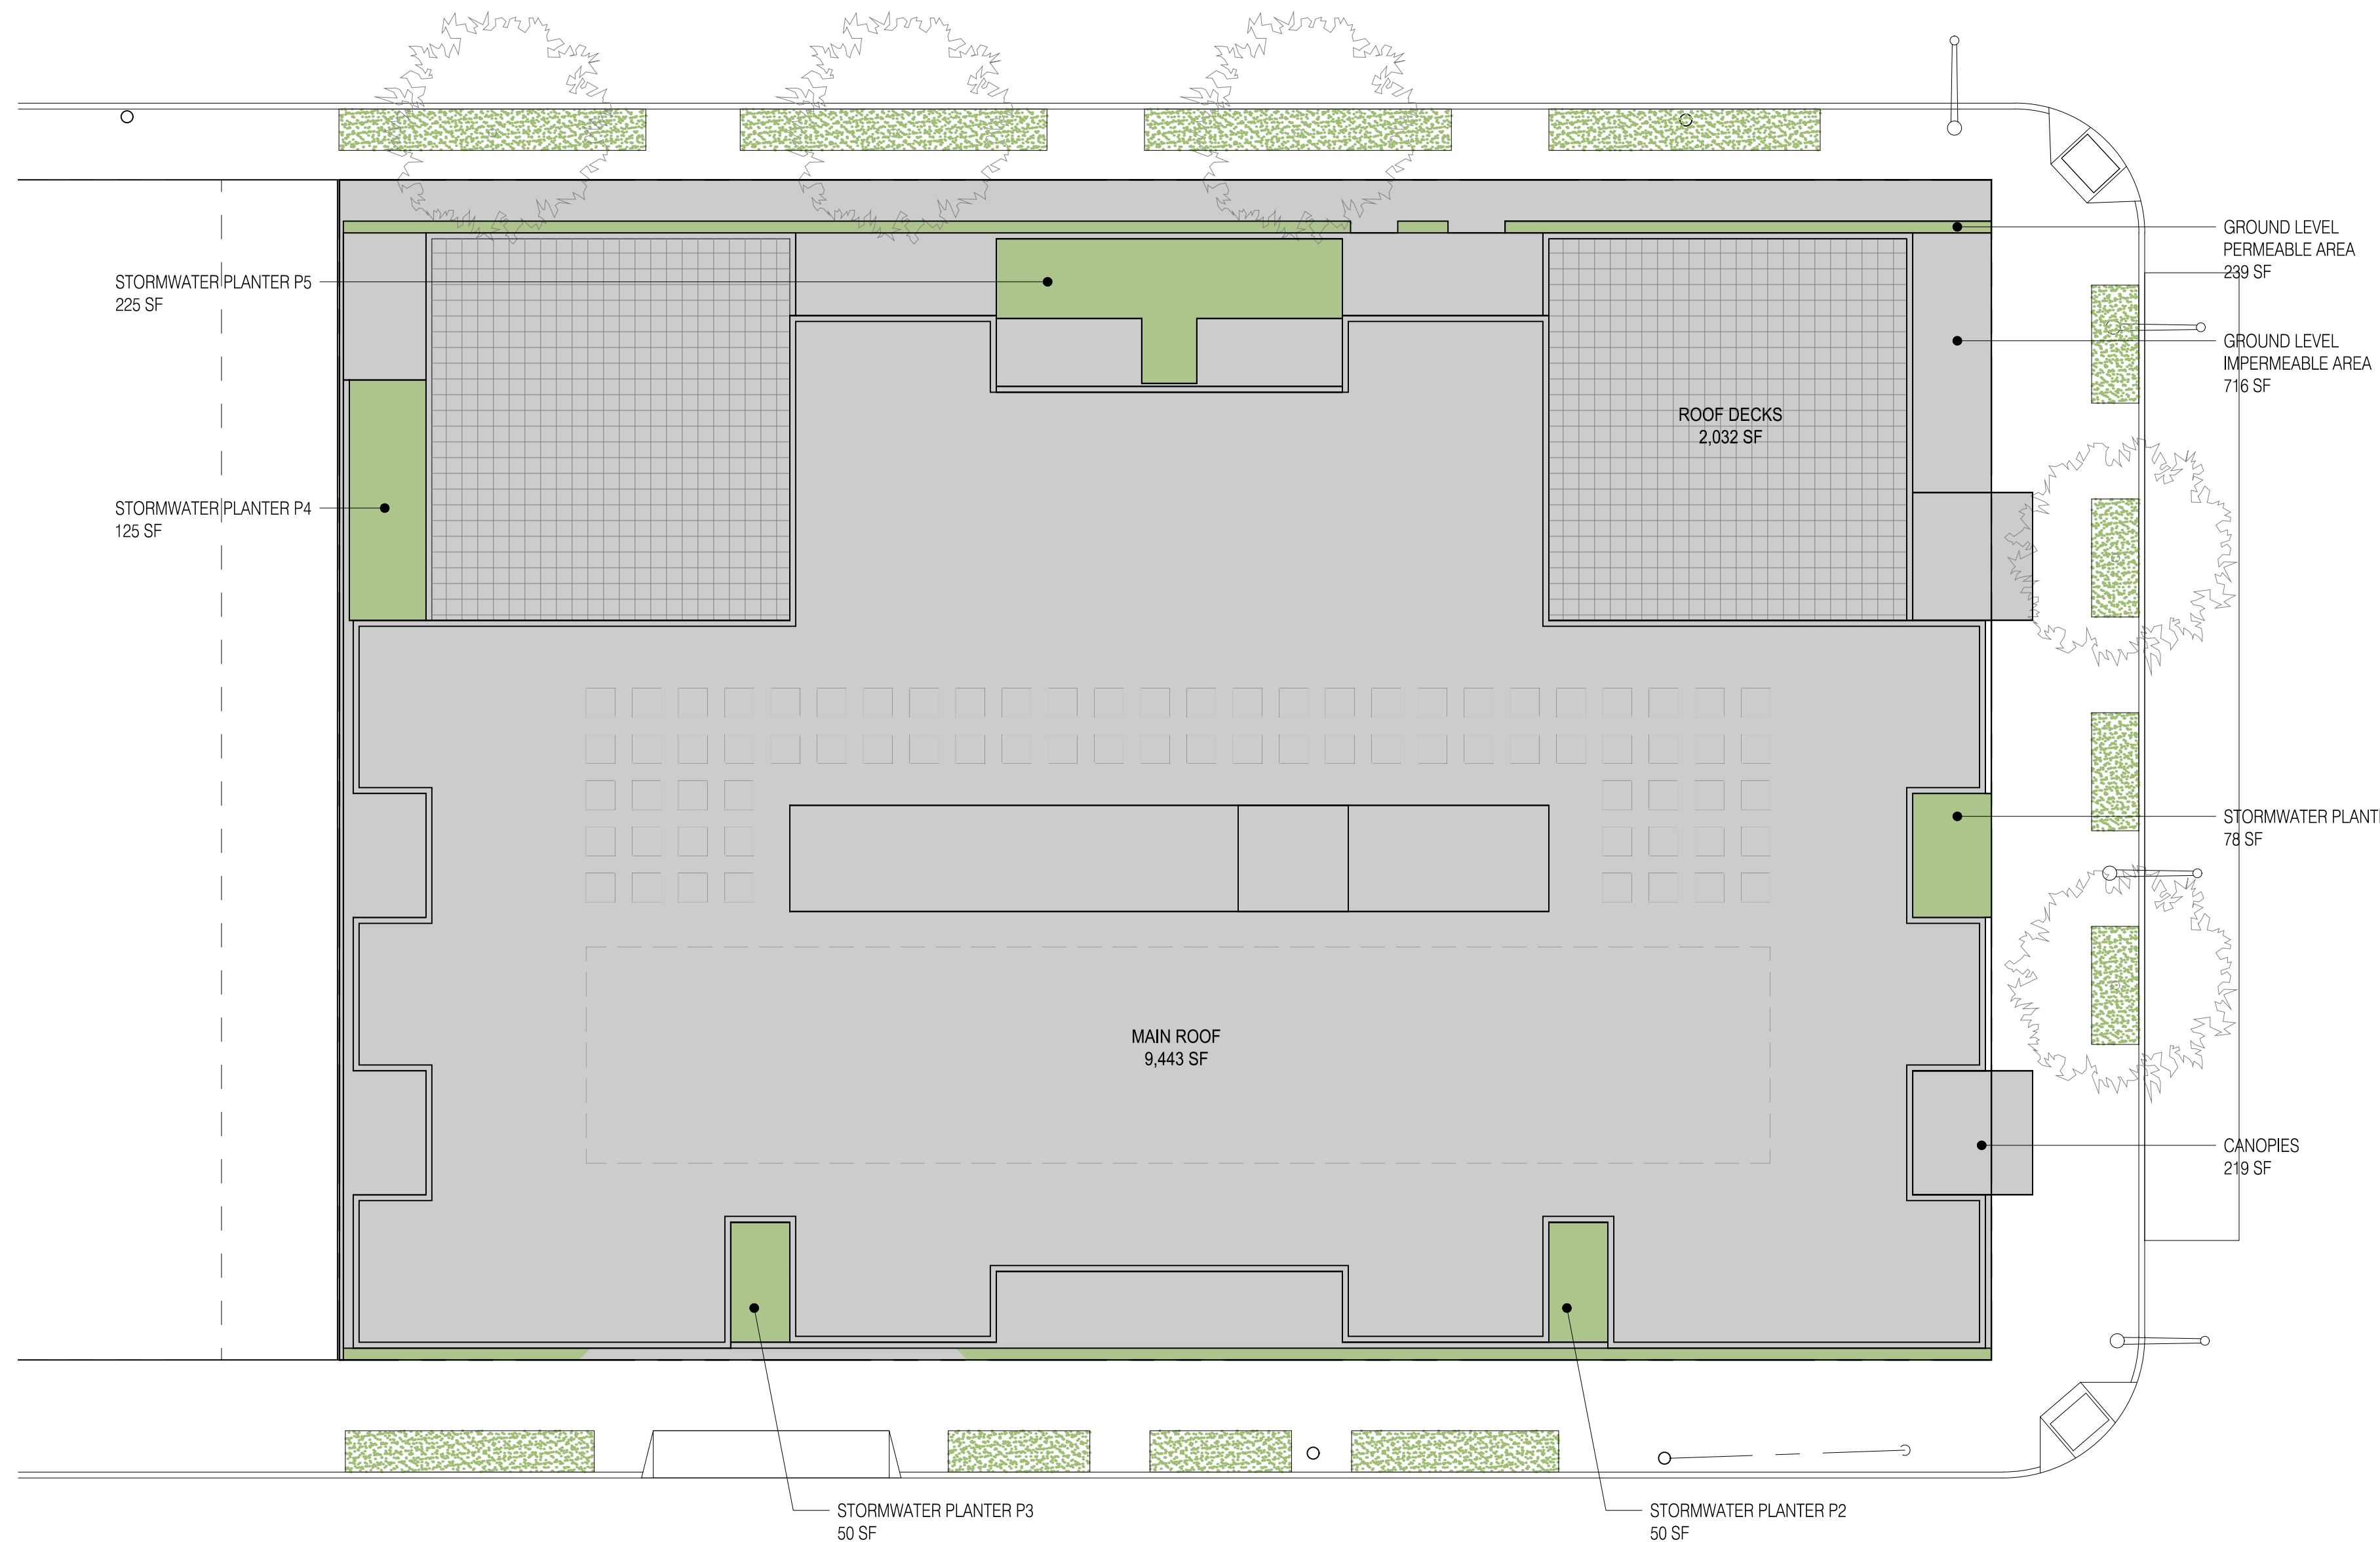 GROUND LEVEL
PERMEABLE AREA
239 SF
STORMWATER PLANTER P5
225 SF
GROUND LEVEL
IMPERMEABLE AREA
716 SF
ROOF DECKS
2,032 SF
STORMWATER PLANTER P4
125 SF
STORMWATER
78 SF
MAIN ROOF
9,443 SF
CANOPIES
219 SF
STORMWATER PLANTER P3
50 SF
STORMWATER PLANTER P2
50 SF